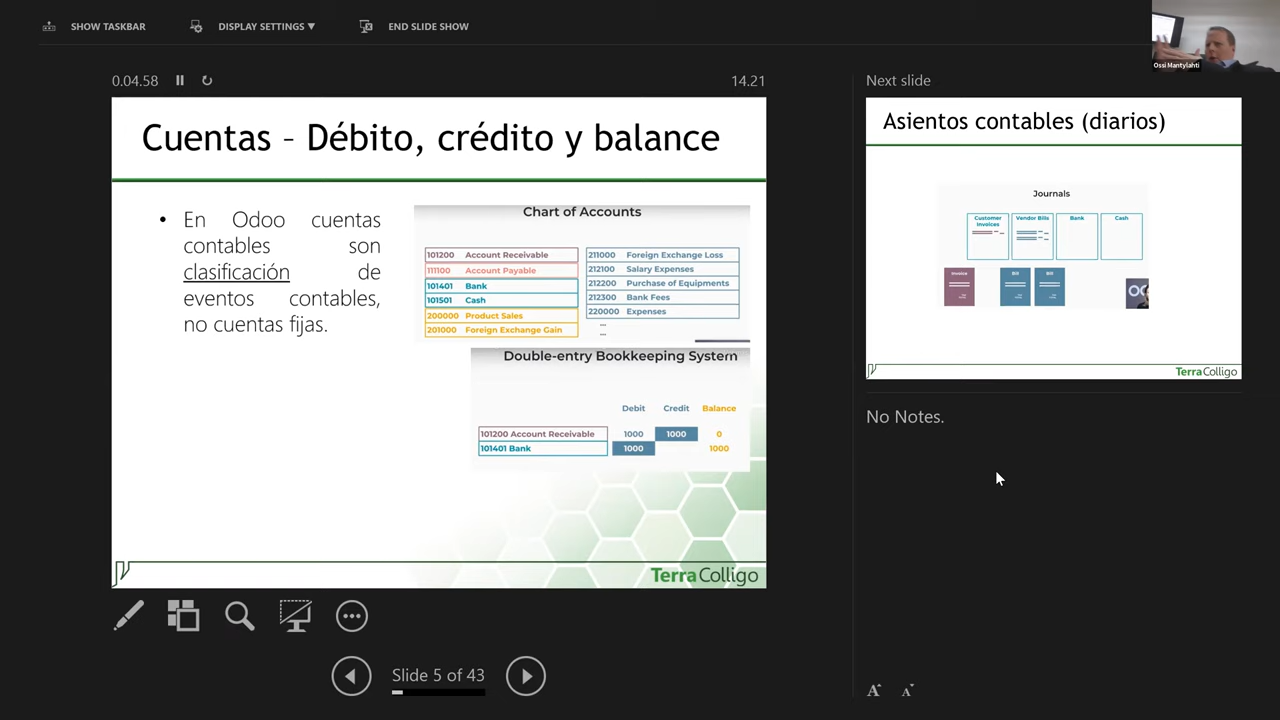 SHOW TASKBAR
DISPLAY SETTINGS ▼
END SLIDE SHOW
Ossi Mantylahti
0.04.58
14.21
Cuentas – Débito, crédito y balance
• En Odoo cuentas
contables son
clasificación de
eventos contables,
no cuentas fijas.
Chart of Accounts
101200 Account Receivable
111100 Account Payable
101401 Bank
101501 Cash
200000 Product Sales
201000 Foreign Exchange Gain
211000 Foreign Exchange Loss
212100 Salary Expenses
212200 Purchase of Equipments
212300 Bank Fees
220000 Expenses
...
...
Double-entry Bookkeeping System
Debit Credit Balance
101200 Account Receivable 1000 1000 0
101401 Bank 1000 1000
TerraColligo
Slide 5 of 43
Next slide
Asientos contables (diarios)
Journals
Customer
Invoices
Vendor Bills
Bank
Cash
Invoice
Bill
Bill
TerraColligo
No Notes.
A A